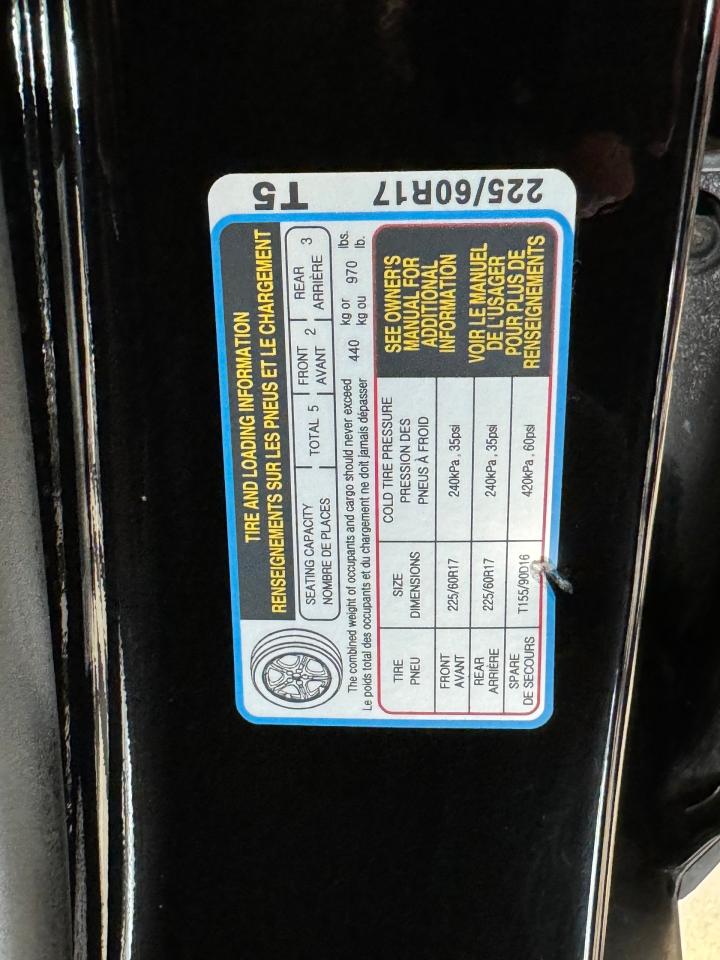 T5
225/60R17
TIRE AND LOADING INFORMATION
RENSEIGNEMENTS SUR LES PNEUS ET LE CHARGEMENT
SEATING CAPACITY
NOMBRE DE PLACES
TOTAL 5
FRONT
AVANT 2
REAR
ARRIÈRE 3
The combined weight of occupants and cargo should never exceed 440 kg or 970 lbs.
Le poids total des occupants et du chargement ne doit jamais dépasser kg ou lb.
TIRE
PNEU
SIZE
DIMENSIONS
COLD TIRE PRESSURE
PRESSION DES
PNEUS À FROID
FRONT
AVANT
225/60R17
240kPa , 35psi
REAR
ARRIÈRE
225/60R17
240kPa , 35psi
SPARE
DE SECOURS
T155/90D16
420kPa , 60psi
SEE OWNER'S
MANUAL FOR
ADDITIONAL
INFORMATION
VOIR LE MANUEL
DE L'USAGER
POUR PLUS DE
RENSEIGNEMENTS